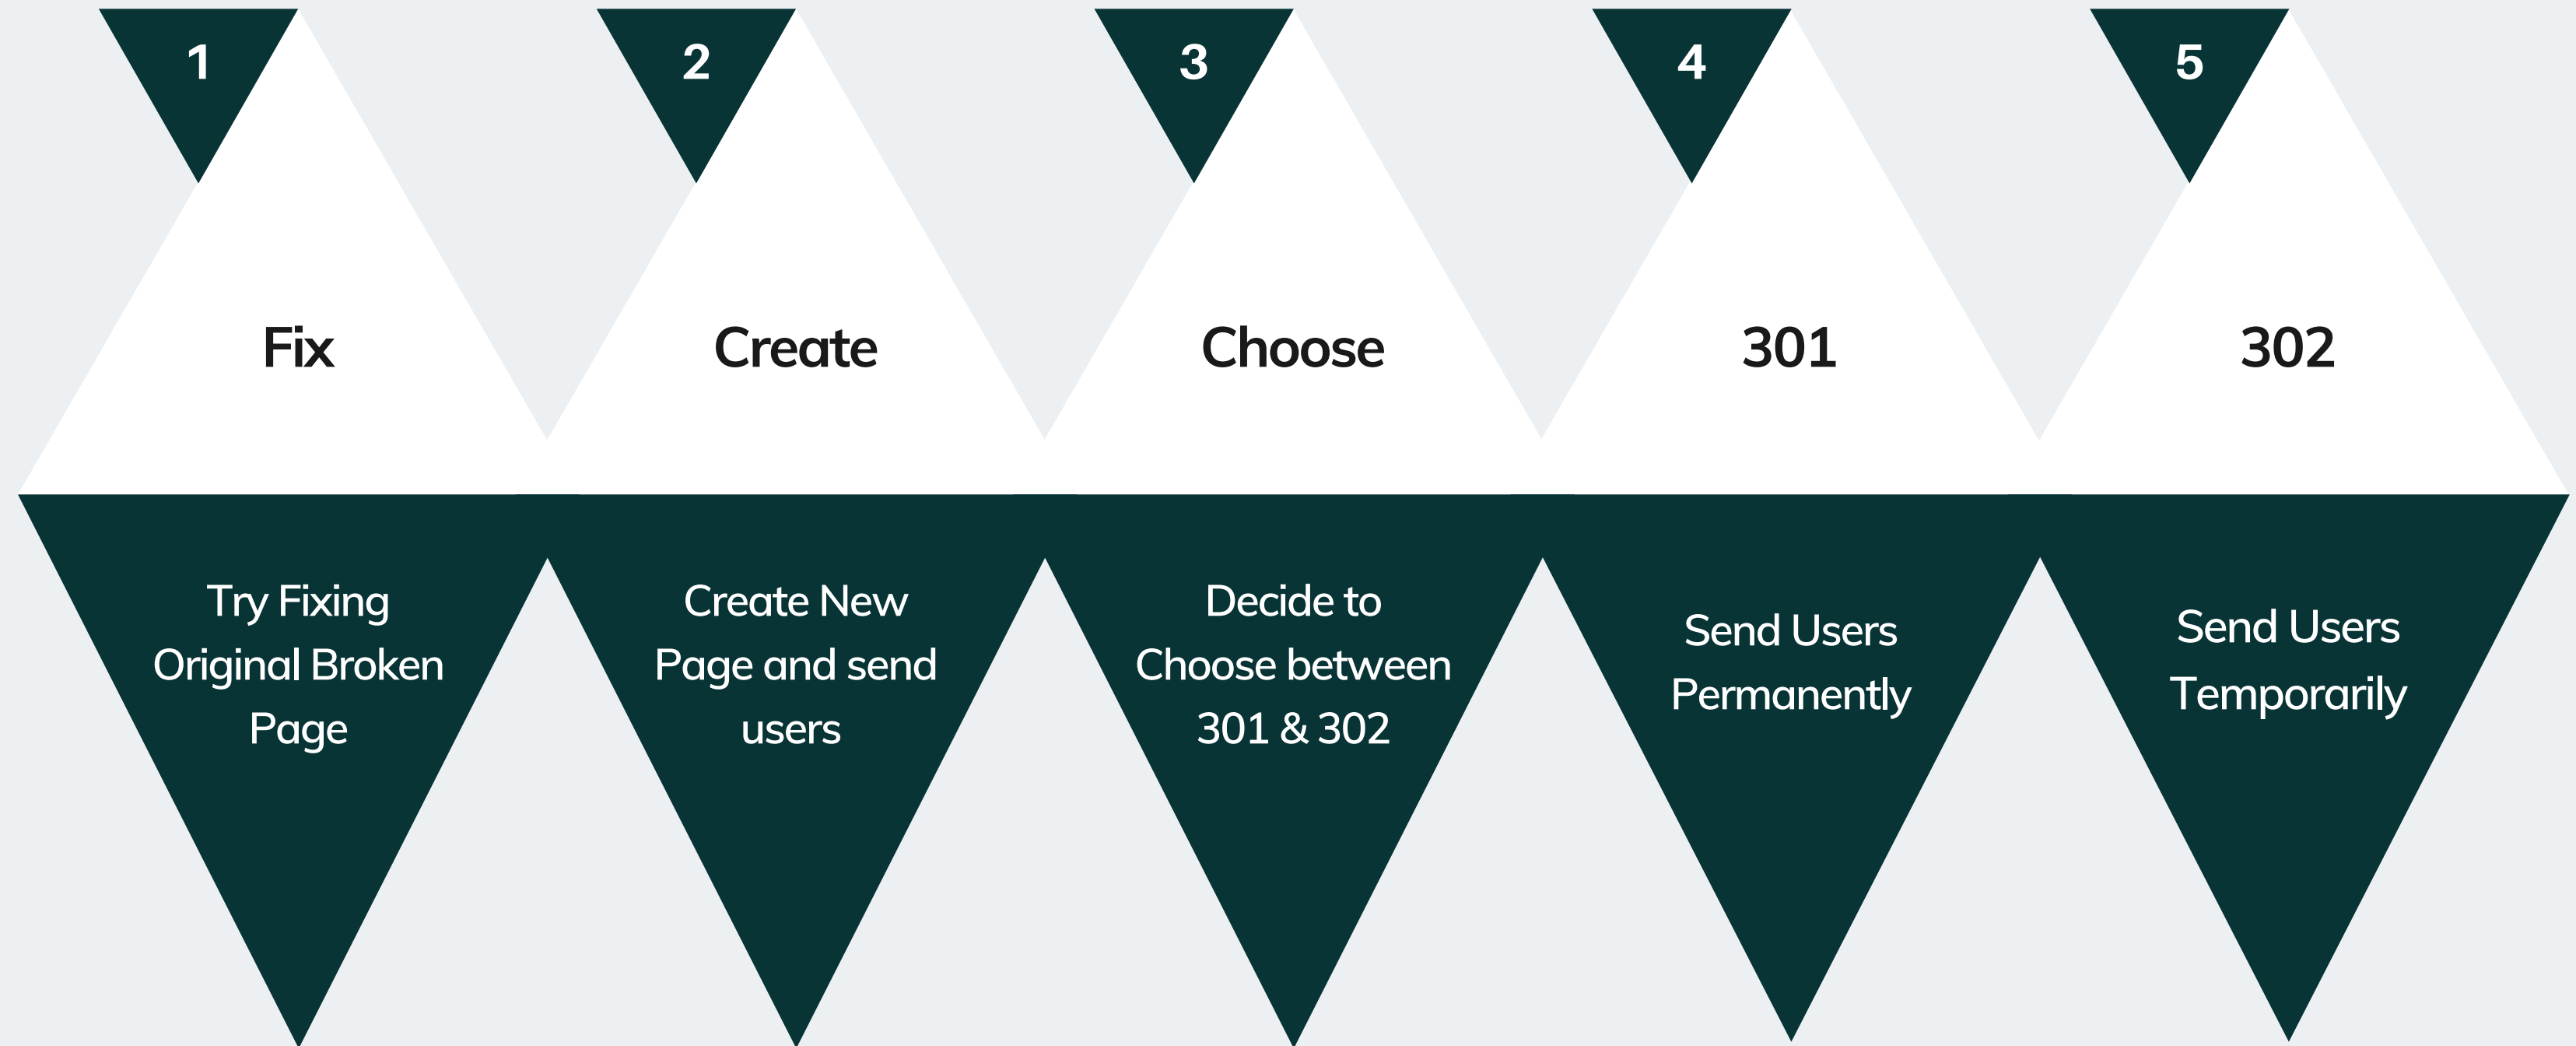 1
Fix
Try Fixing
Original Broken
Page
2
Create
Create New
Page and send
users
3
Choose
Decide to
Choose between
301 & 302
4
301
Send Users
Permanently
5
302
Send Users
Temporarily